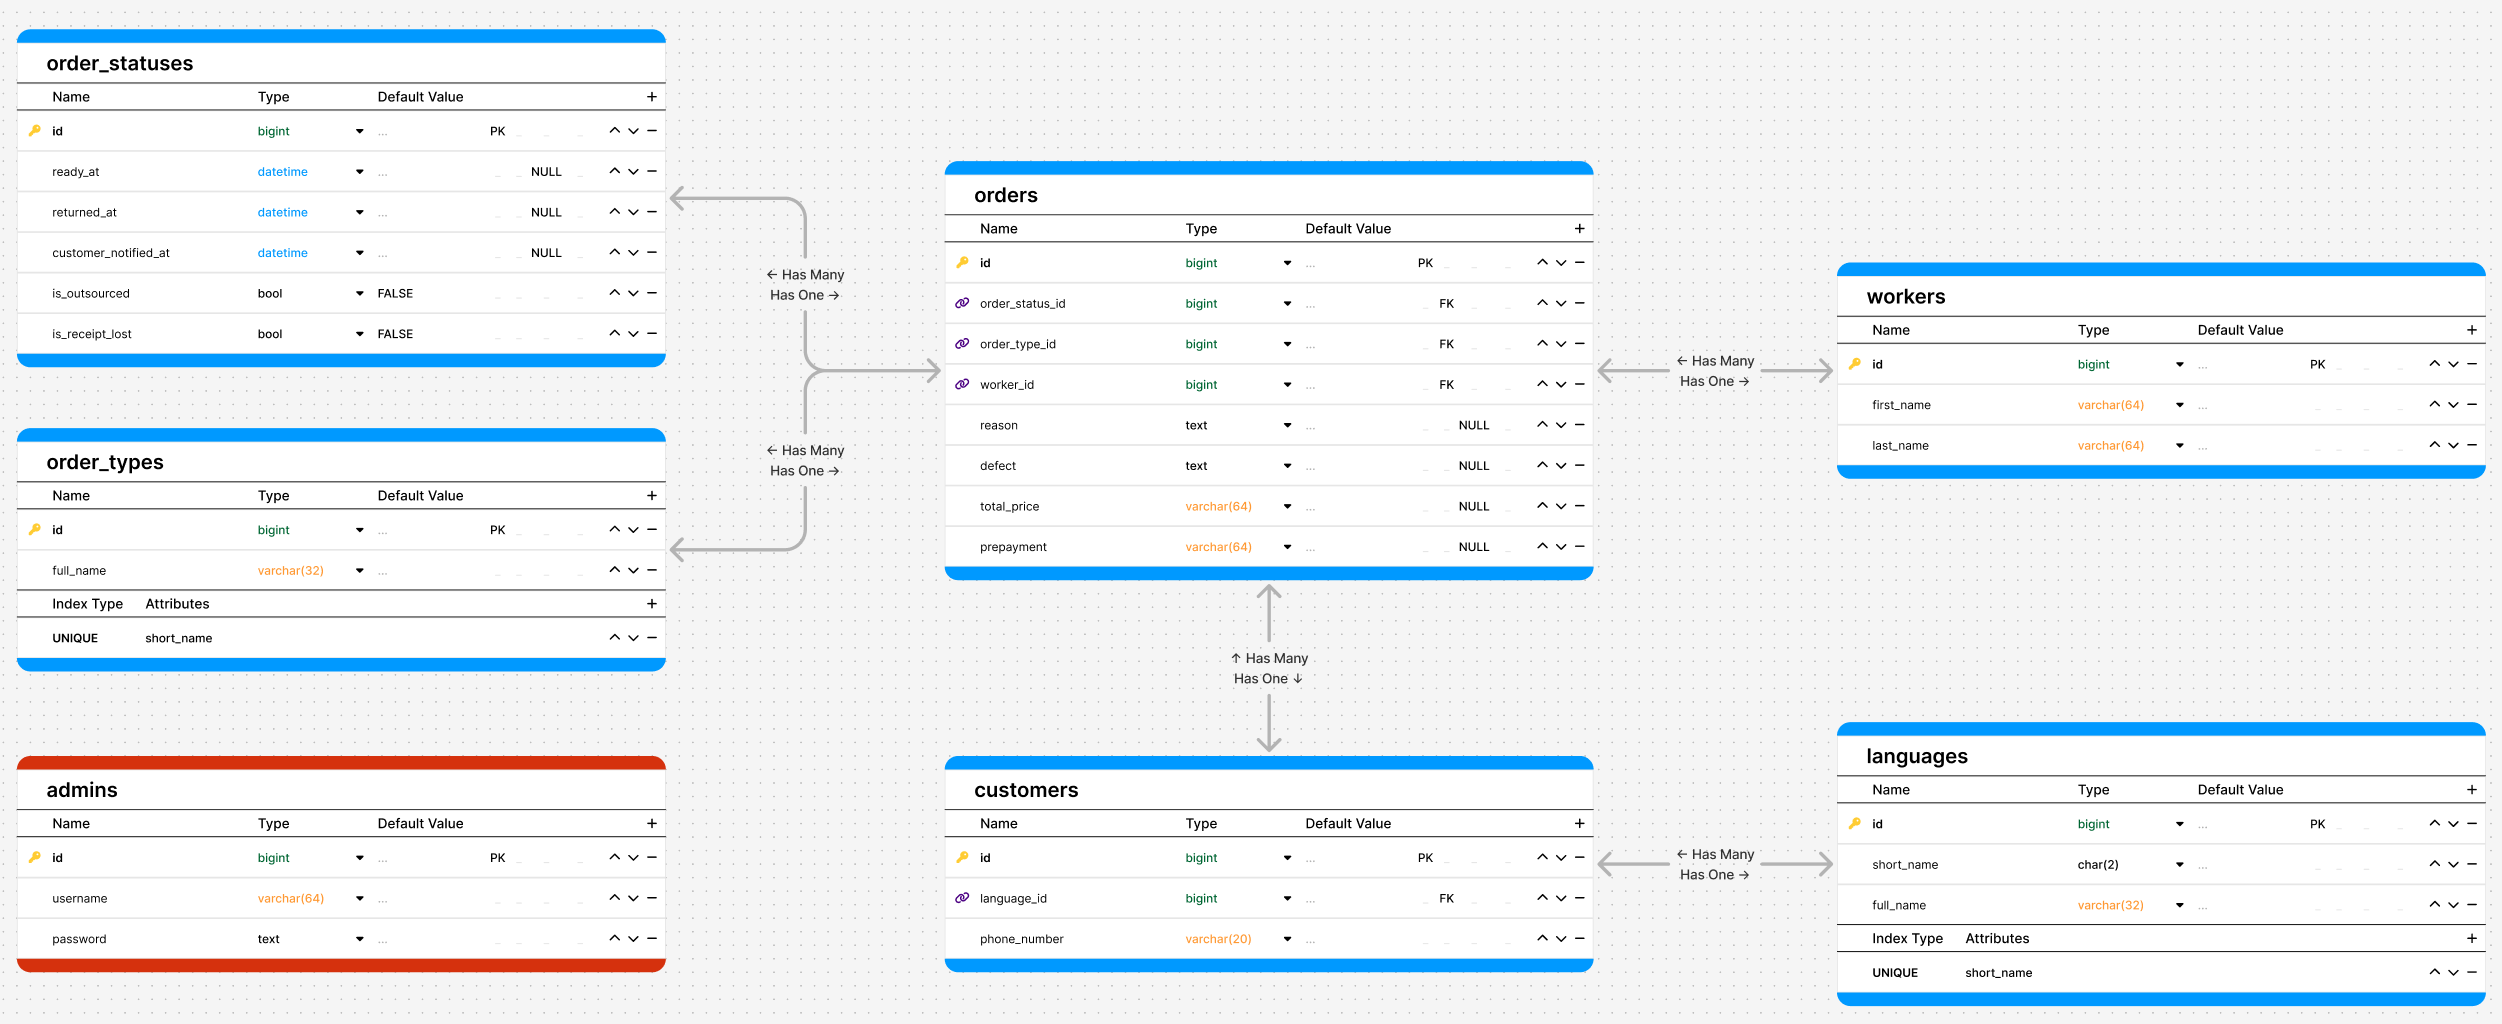 order_statuses
Name Type Default Value +
id bigint ... PK _ _ _
ready_at datetime ... _ _ NULL _
returned_at datetime ... _ _ NULL _
customer_notified_at datetime ... _ _ NULL _
is_outsourced bool FALSE _ _ _ _
is_receipt_lost bool FALSE _ _ _ _
order_types
Name Type Default Value +
id bigint ... PK _ _ _
full_name varchar(32) ... _ _ _ _
Index Type Attributes +
UNIQUE short_name
admins
Name Type Default Value +
id bigint ... PK _ _ _
username varchar(64) ... _ _ _ _
password text ... _ _ _ _
← Has Many
Has One →
← Has Many
Has One →
orders
Name Type Default Value +
id bigint ... PK _ _ _
order_status_id bigint ... _ FK _ _
order_type_id bigint ... _ FK _ _
worker_id bigint ... _ FK _ _
reason text ... _ _ NULL _
defect text ... _ _ NULL _
total_price varchar(64) ... _ _ NULL _
prepayment varchar(64) ... _ _ NULL _
↑ Has Many
Has One ↓
customers
Name Type Default Value +
id bigint ... PK _ _ _
language_id bigint ... _ FK _ _
phone_number varchar(20) ... _ _ _ _
← Has Many
Has One →
workers
Name Type Default Value +
id bigint ... PK _ _ _
first_name varchar(64) ... _ _ _ _
last_name varchar(64) ... _ _ _ _
← Has Many
Has One →
languages
Name Type Default Value +
id bigint ... PK _ _ _
short_name char(2) ... _ _ _ _
full_name varchar(32) ... _ _ _ _
Index Type Attributes +
UNIQUE short_name